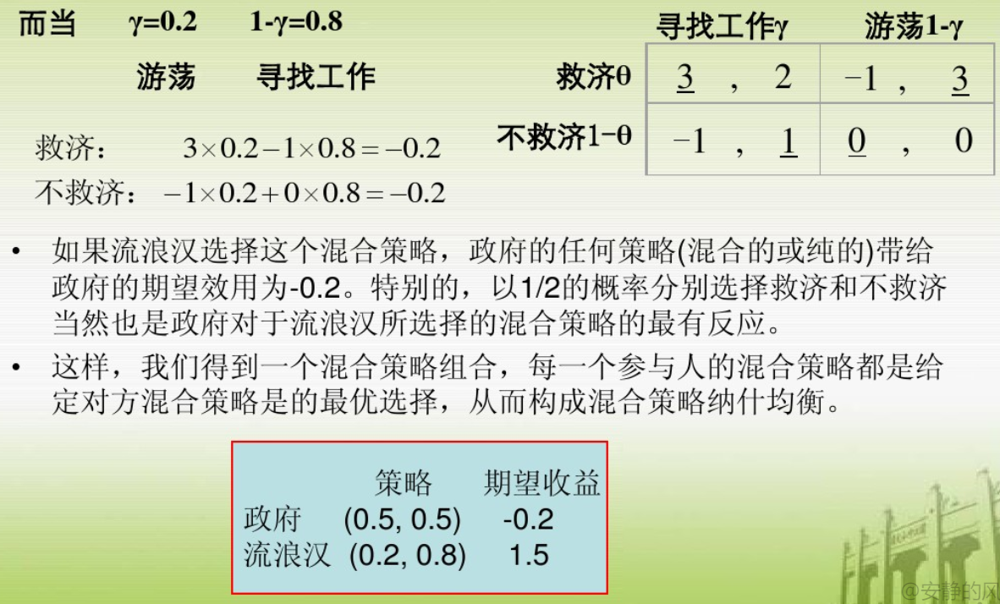 而当 γ=0.2 1-γ=0.8
游荡 寻找工作
救济： 3×0.2−1×0.8=−0.2
不救济： −1×0.2+0×0.8=−0.2
寻找工作γ 游荡1-γ
救济θ 3 , 2 −1 , 3
不救济1-θ −1 , 1 0 , 0
• 如果流浪汉选择这个混合策略，政府的任何策略(混合的或纯的)带给
政府的期望效用为-0.2。特别的，以1/2的概率分别选择救济和不救济
当然也是政府对于流浪汉所选择的混合策略的最有反应。
• 这样，我们得到一个混合策略组合，每一个参与人的混合策略都是给
定对方混合策略是的最优选择，从而构成混合策略纳什均衡。
策略 期望收益
政府 (0.5, 0.5) -0.2
流浪汉 (0.2, 0.8) 1.5
@安静的风